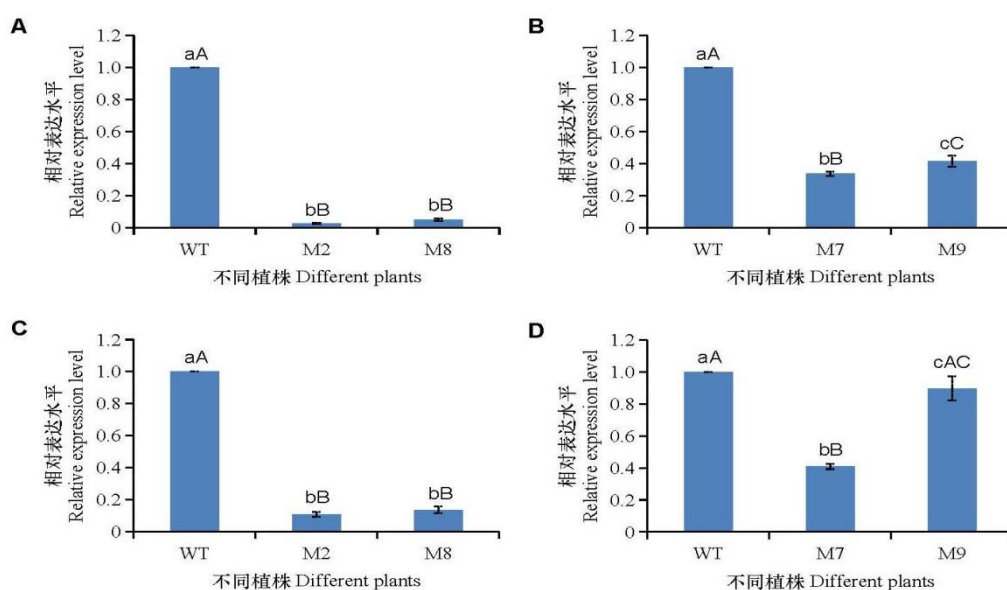 A
相对表达水平
Relative expression level
1.2
1.0
0.8
0.6
0.4
0.2
0
aA
bB
bB
WT M2 M8
不同植株 Different plants
B
相对表达水平
Relative expression level
1.2
1.0
0.8
0.6
0.4
0.2
0
aA
bB
cC
WT M7 M9
不同植株 Different plants
C
相对表达水平
Relative expression level
1.2
1.0
0.8
0.6
0.4
0.2
0
aA
bB
bB
WT M2 M8
不同植株 Different plants
D
相对表达水平
Relative expression level
1.2
1.0
0.8
0.6
0.4
0.2
0
aA
bB
cAC
WT M7 M9
不同植株 Different plants